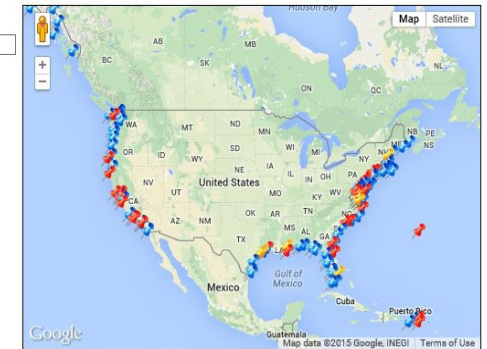 Hudson Bay
Map Satellite
AB
MB
BC
SK
NL
ON
QC
WA
MT
ND
MN
NB PE
NS
ME
OR
ID
SD
WI
MI
NY
WY
NE
IA
IL IN OH
PA
NV
UT
United States
MO
KY WV
CA
AZ
NM
OK AR
TN
NC
MS AL
GA
TX
LA
Gulf of
Mexico
Mexico
Cuba
Puerto Rico
Guatemala
Google
Map data ©2015 Google, INEGI Terms of Use